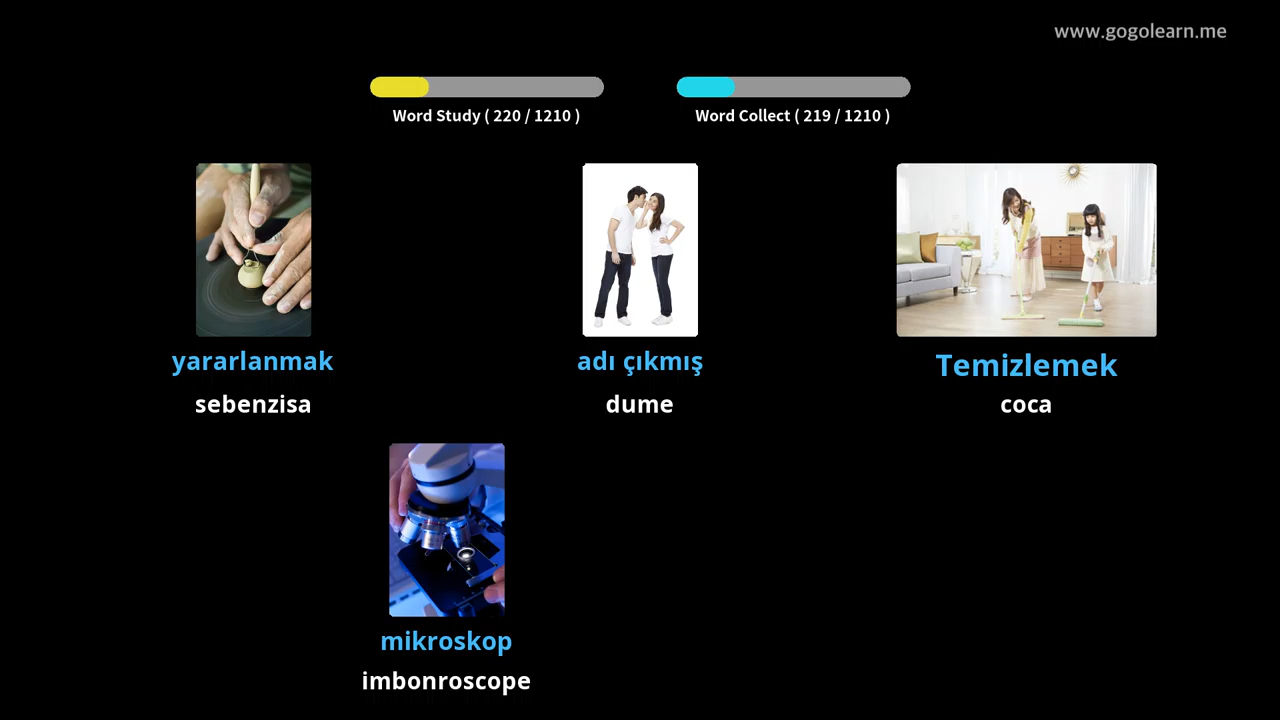 www.gogolearn.me
Word Study ( 220 / 1210 )
Word Collect ( 219 / 1210 )
yararlanmak
sebenzisa
adı çıkmış
dume
Temizlemek
coca
mikroskop
imbonroscope